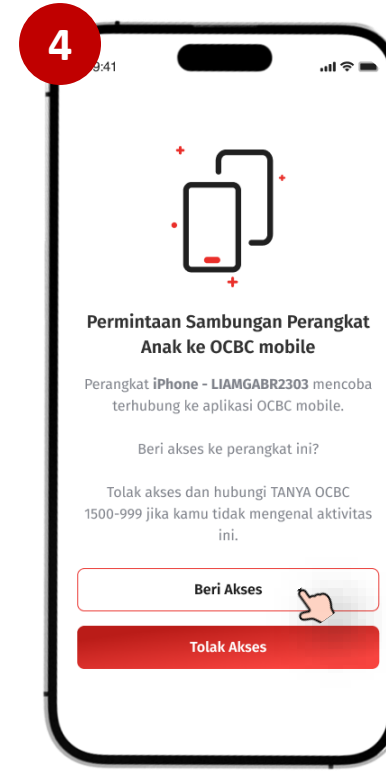 4
9:41
Permintaan Sambungan Perangkat
Anak ke OCBC mobile
Perangkat iPhone - LIAMGABR2303 mencoba
terhubung ke aplikasi OCBC mobile.
Beri akses ke perangkat ini?
Tolak akses dan hubungi TANYA OCBC
1500-999 jika kamu tidak mengenal aktivitas
ini.
Beri Akses
Tolak Akses